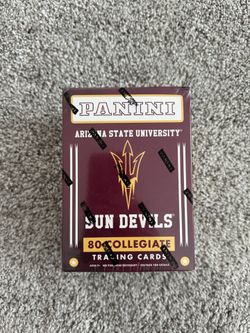 PANINI
ARIZONA STATE UNIVERSITY®
SUN DEVILS®
80 COLLEGIATE
TRADING CARDS